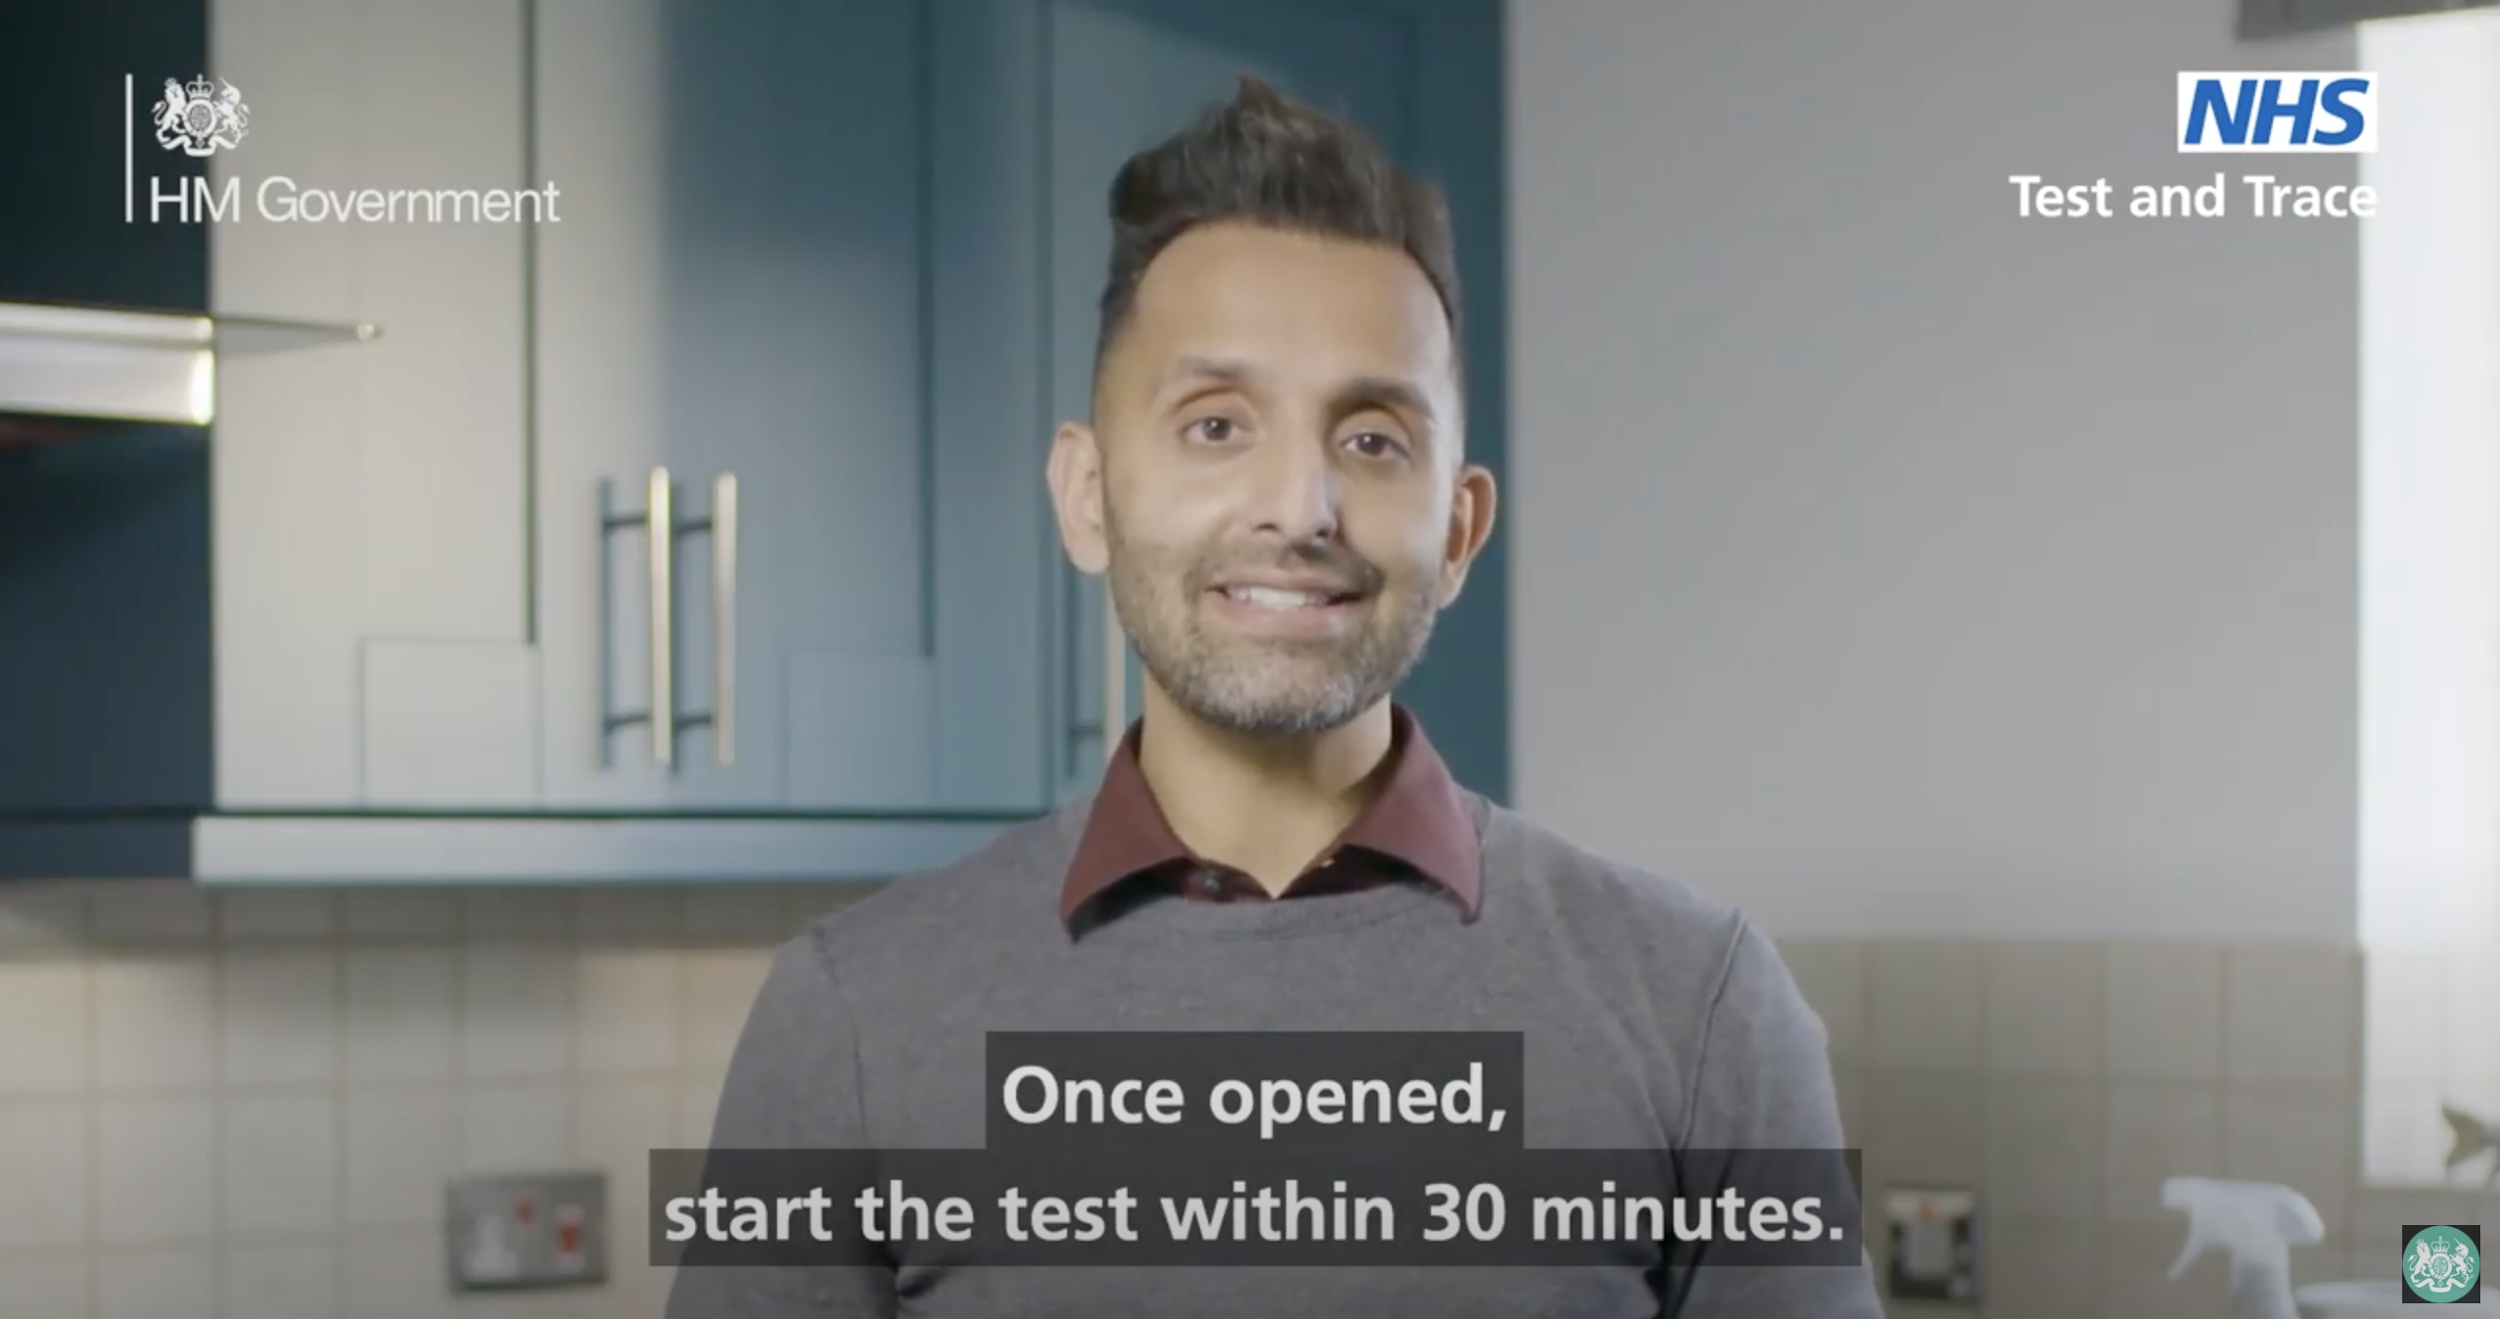 HM Government
NHS
Test and Trace
Once opened,
start the test within 30 minutes.